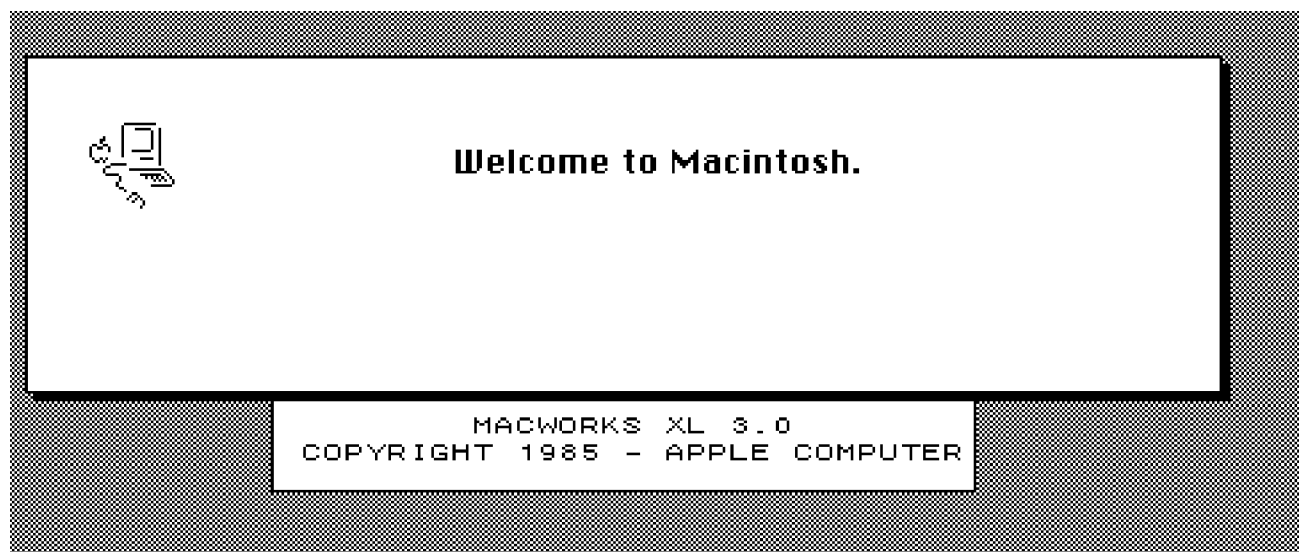 Welcome to Macintosh.
MACWORKS XL 3.0
COPYRIGHT 1985 - APPLE COMPUTER